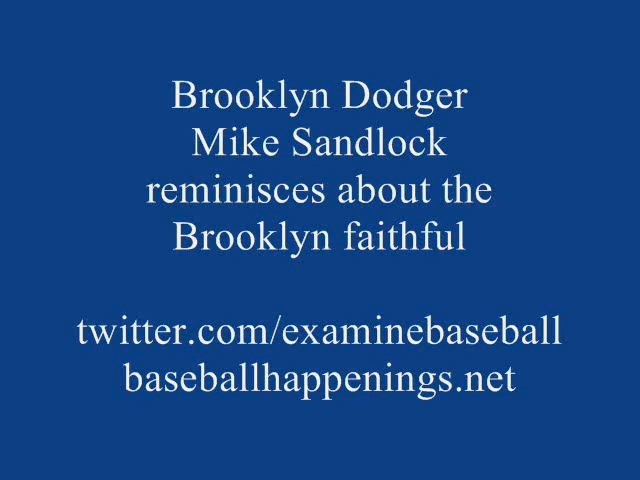 Brooklyn Dodger
Mike Sandlock
reminisces about the
Brooklyn faithful
twitter.com/examinebaseball
baseballhappenings.net